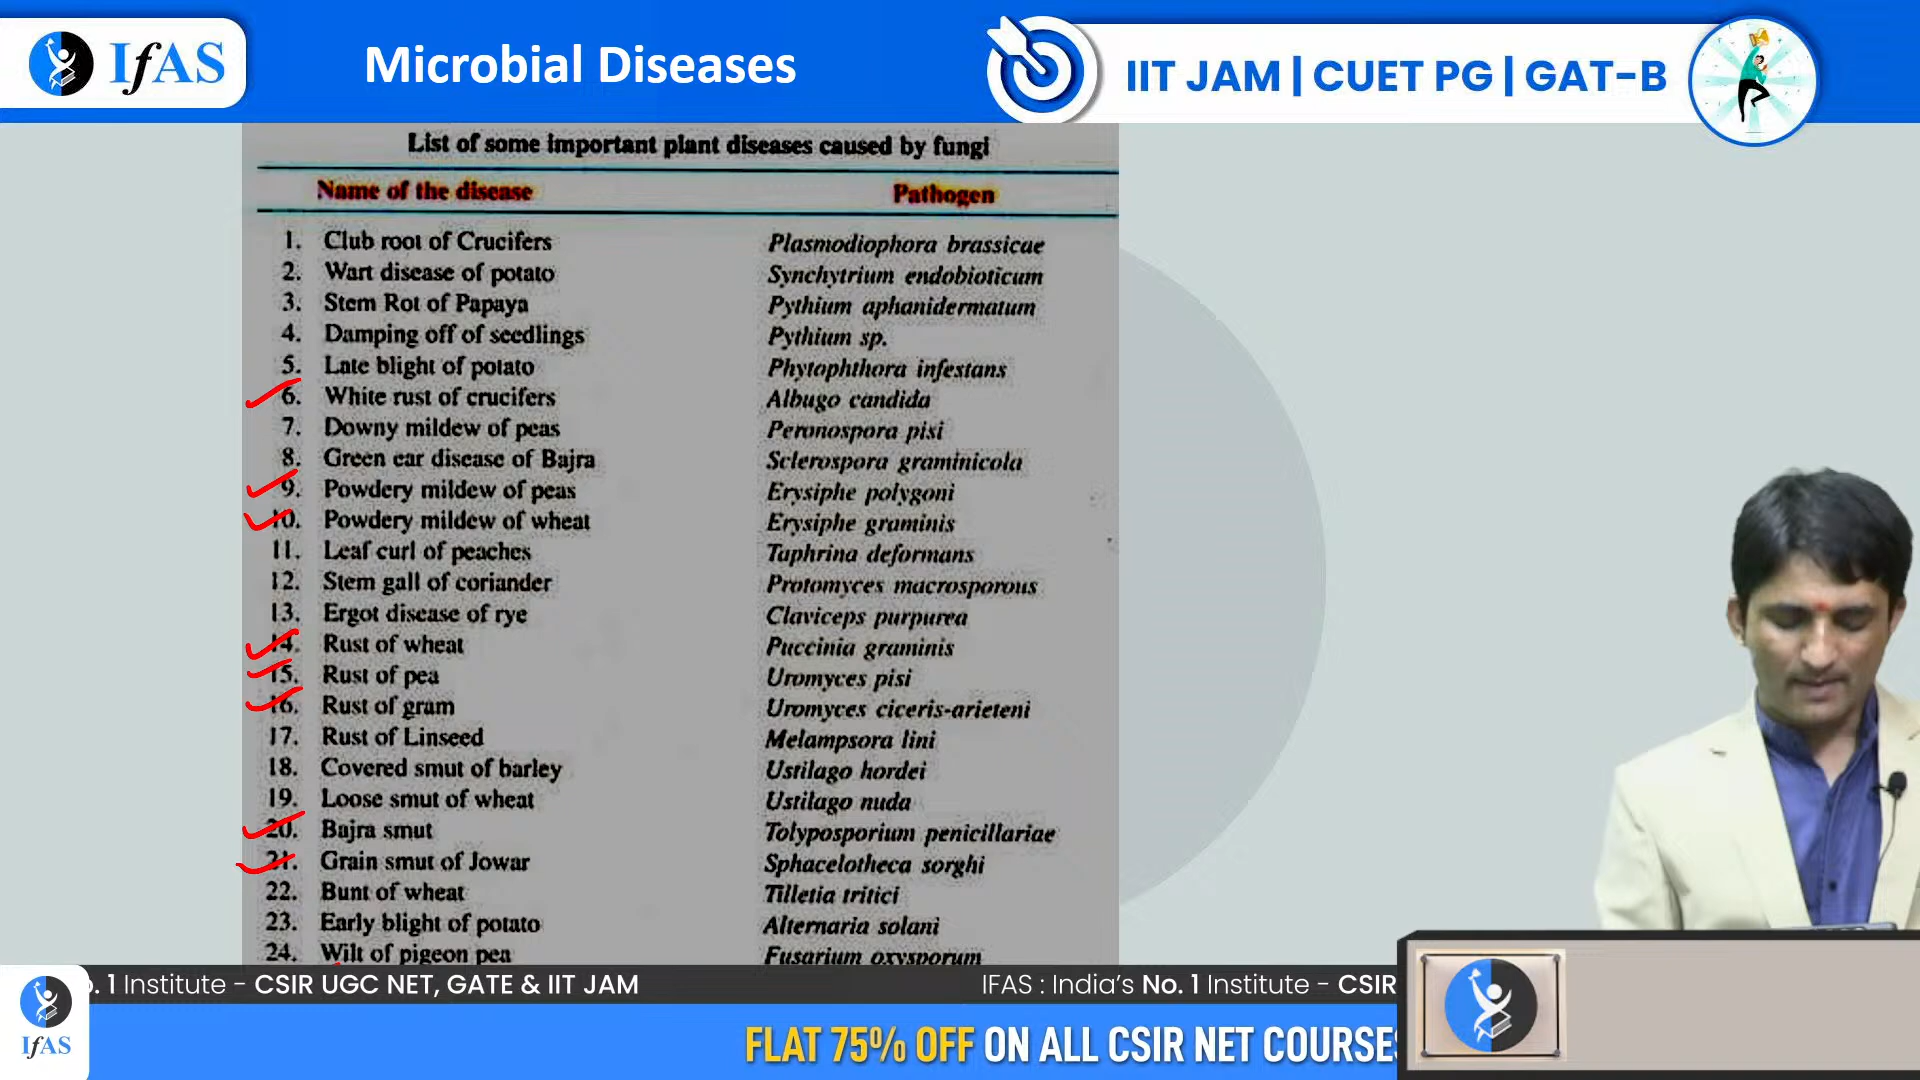 IfAS
Microbial Diseases
IIT JAM | CUET PG | GAT-B
List of some important plant diseases caused by fungi
Name of the disease Pathogen
1. Club root of Crucifers Plasmodiophora brassicae
2. Wart disease of potato Synchytrium endobioticum
3. Stem Rot of Papaya Pythium aphanidermatum
4. Damping off of seedlings Pythium sp.
5. Late blight of potato Phytophthora infestans
6. White rust of crucifers Albugo candida
7. Downy mildew of peas Peronospora pisi
8. Green ear disease of Bajra Sclerospora graminicola
9. Powdery mildew of peas Erysiphe polygoni
10. Powdery mildew of wheat Erysiphe graminis
11. Leaf curl of peaches Taphrina deformans
12. Stem gall of coriander Protomyces macrosporous
13. Ergot disease of rye Claviceps purpurea
14. Rust of wheat Puccinia graminis
15. Rust of pea Uromyces pisi
16. Rust of gram Uromyces ciceris-arieteni
17. Rust of Linseed Melampsora lini
18. Covered smut of barley Ustilago hordei
19. Loose smut of wheat Ustilago nuda
20. Bajra smut Tolyposporium penicillariae
21. Grain smut of Jowar Sphacelotheca sorghi
22. Bunt of wheat Tilletia tritici
23. Early blight of potato Alternaria solani
24. Wilt of pigeon pea Fusarium oxysporum
o. 1 Institute - CSIR UGC NET, GATE & IIT JAM IFAS : India's No. 1 Institute - CSIR
IfAS
FLAT 75% OFF ON ALL CSIR NET COURSES